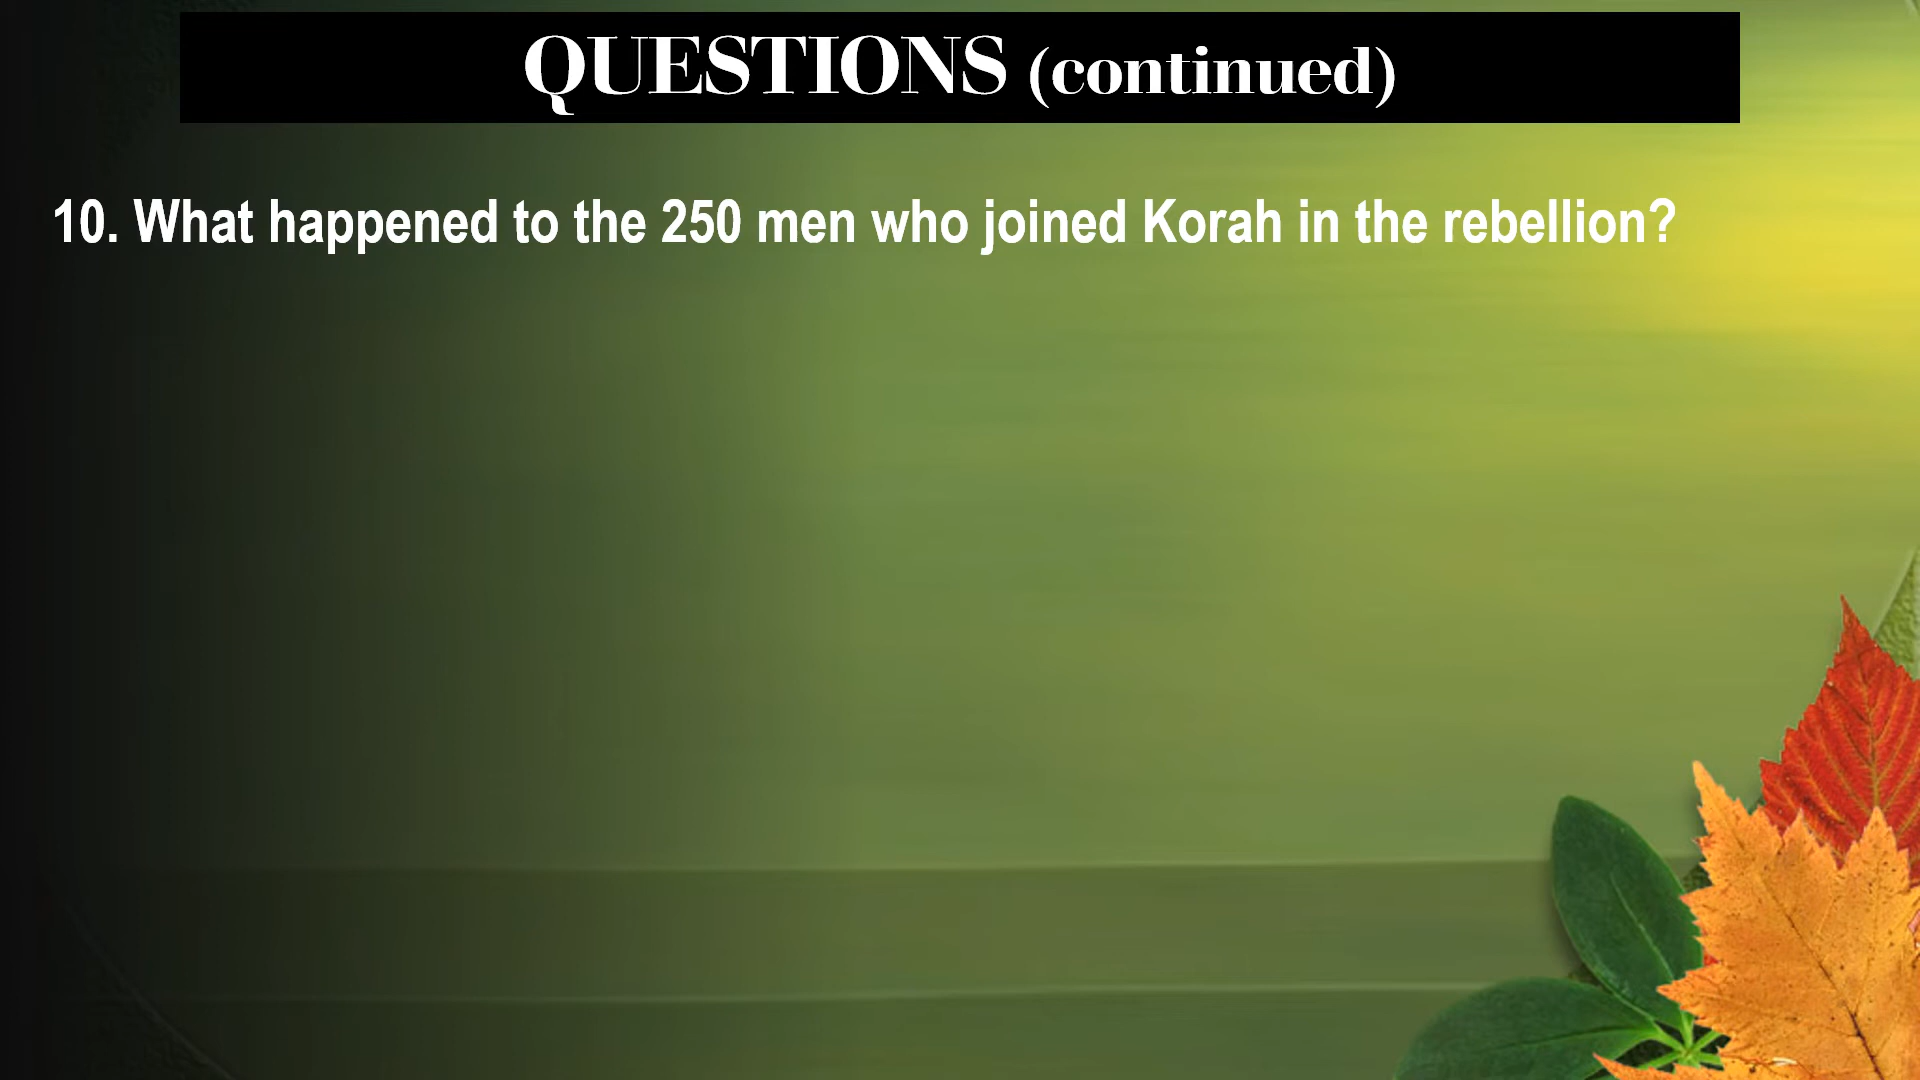 QUESTIONS (continued)
10. What happened to the 250 men who joined Korah in the rebellion?